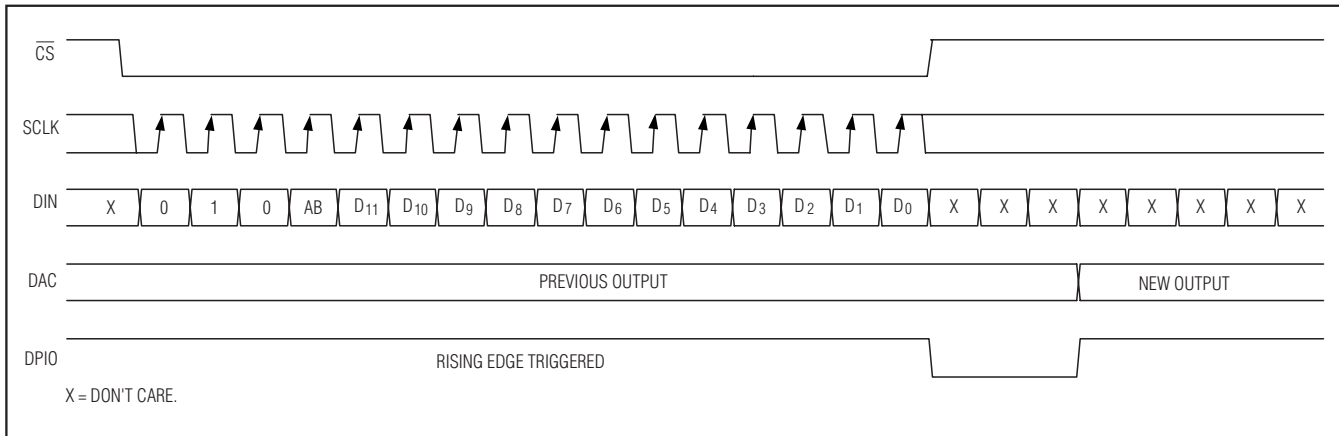 CS
SCLK
DIN X 0 1 0 AB D11 D10 D9 D8 D7 D6 D5 D4 D3 D2 D1 D0 X X X X X X X X
DAC PREVIOUS OUTPUT NEW OUTPUT
DPIO RISING EDGE TRIGGERED
X = DON'T CARE.